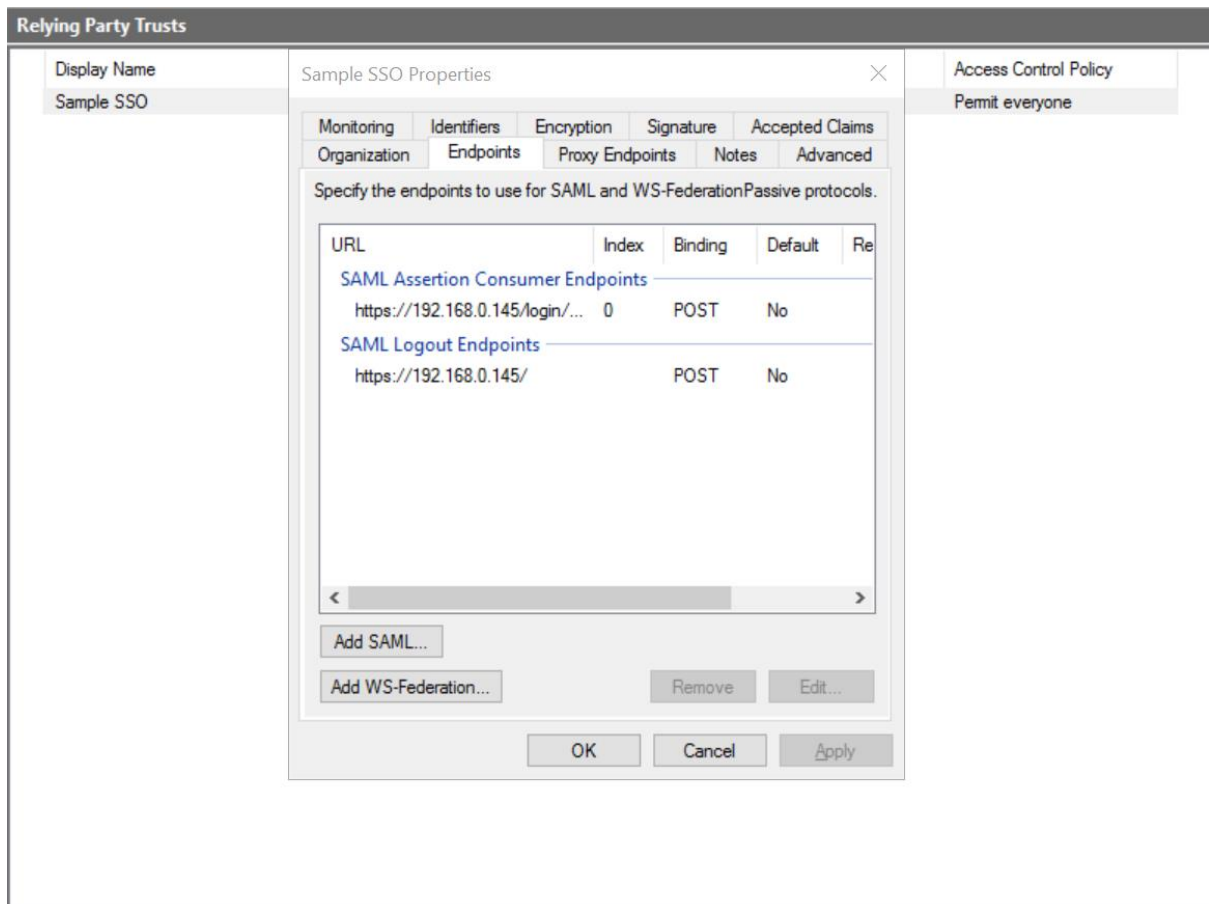 Relying Party Trusts
Display Name
Access Control Policy
Sample SSO
Permit everyone
Sample SSO Properties
Monitoring Identifiers Encryption Signature Accepted Claims
Organization Endpoints Proxy Endpoints Notes Advanced
Specify the endpoints to use for SAML and WS-FederationPassive protocols.
URL Index Binding Default Re
SAML Assertion Consumer Endpoints
https://192.168.0.145/login/... 0 POST No
SAML Logout Endpoints
https://192.168.0.145/ POST No
Add SAML...
Add WS-Federation... Remove Edit...
OK Cancel Apply